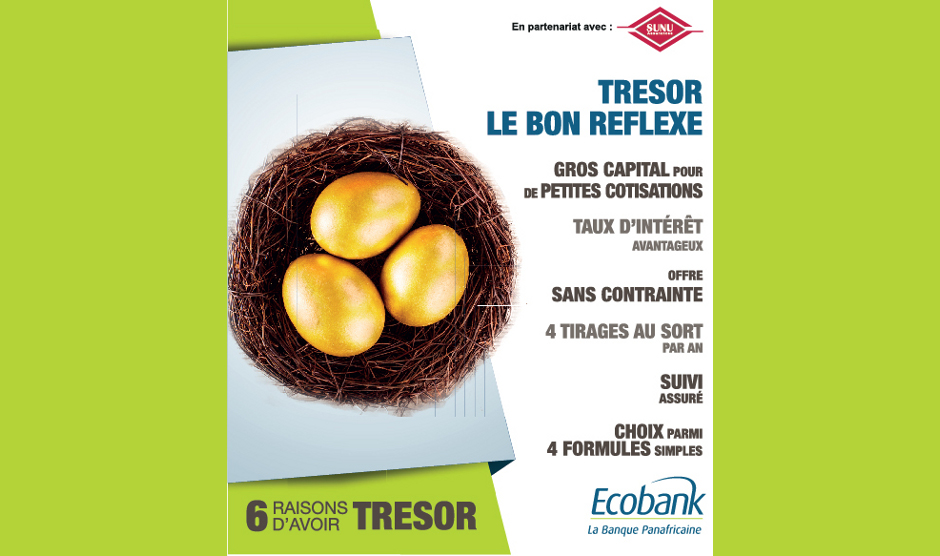 En partenariat avec :
SUNU
TRESOR
LE BON REFLEXE
GROS CAPITAL POUR
DE PETITES COTISATIONS
TAUX D'INTÉRÊT
AVANTAGEUX
OFFRE
SANS CONTRAINTE
4 TIRAGES AU SORT
PAR AN
SUIVI
ASSURÉ
CHOIX PARMI
4 FORMULES SIMPLES
6 RAISONS
D'AVOIR TRESOR
Ecobank
La Banque Panafricaine